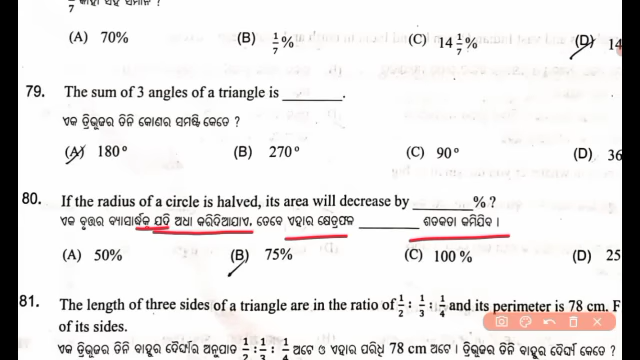 (A) 70% (B) 1/7% (C) 14 1/7% (D) 14
79. The sum of 3 angles of a triangle is ________.
ଏକ ତ୍ରିଭୁଜର ତିନି କୋଣର ସମଷ୍ଟି କେତେ ?
(A) 180° (B) 270° (C) 90° (D) 36
80. If the radius of a circle is halved, its area will decrease by ________% ?
ଏକ ବୃତ୍ତର ବ୍ୟାସାର୍ଦ୍ଧକୁ ଯଦି ଅଧା କରିଦିଆଯାଏ, ତେବେ ଏହାର କ୍ଷେତ୍ରଫଳ ________ ଶତକଡା କମିଯିବ ।
(A) 50% (B) 75% (C) 100 % (D) 25
81. The length of three sides of a triangle are in the ratio of 1/2 : 1/3 : 1/4 and its perimeter is 78 cm. F
of its sides.
ଏକ ତ୍ରିଭୁଜର ତିନି ବାହୁର ଦୈର୍ଘ୍ୟର ଅନୁପାତ 1/2 : 1/3 : 1/4 ଅଟେ ଓ ଏହାର ପରିଧି 78 cm ଅଟେ । ତ୍ରିଭୁଜର ଦୈର୍ଘ୍ୟ କେତେ ?